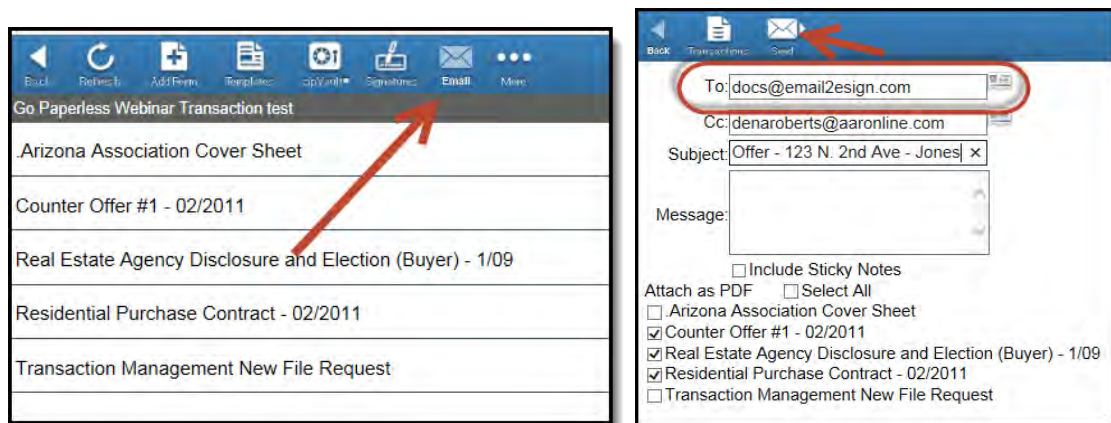 Back Refresh Add Form Templates zipVault Signatures Email More
Go Paperless Webinar Transaction test
.Arizona Association Cover Sheet
Counter Offer #1 - 02/2011
Real Estate Agency Disclosure and Election (Buyer) - 1/09
Residential Purchase Contract - 02/2011
Transaction Management New File Request
Back Transactions Send
To: docs@email2esign.com
Cc: denaroberts@aaronline.com
Subject: Offer - 123 N. 2nd Ave - Jones ×
Message:
Include Sticky Notes
Attach as PDF Select All
.Arizona Association Cover Sheet
Counter Offer #1 - 02/2011
Real Estate Agency Disclosure and Election (Buyer) - 1/09
Residential Purchase Contract - 02/2011
Transaction Management New File Request